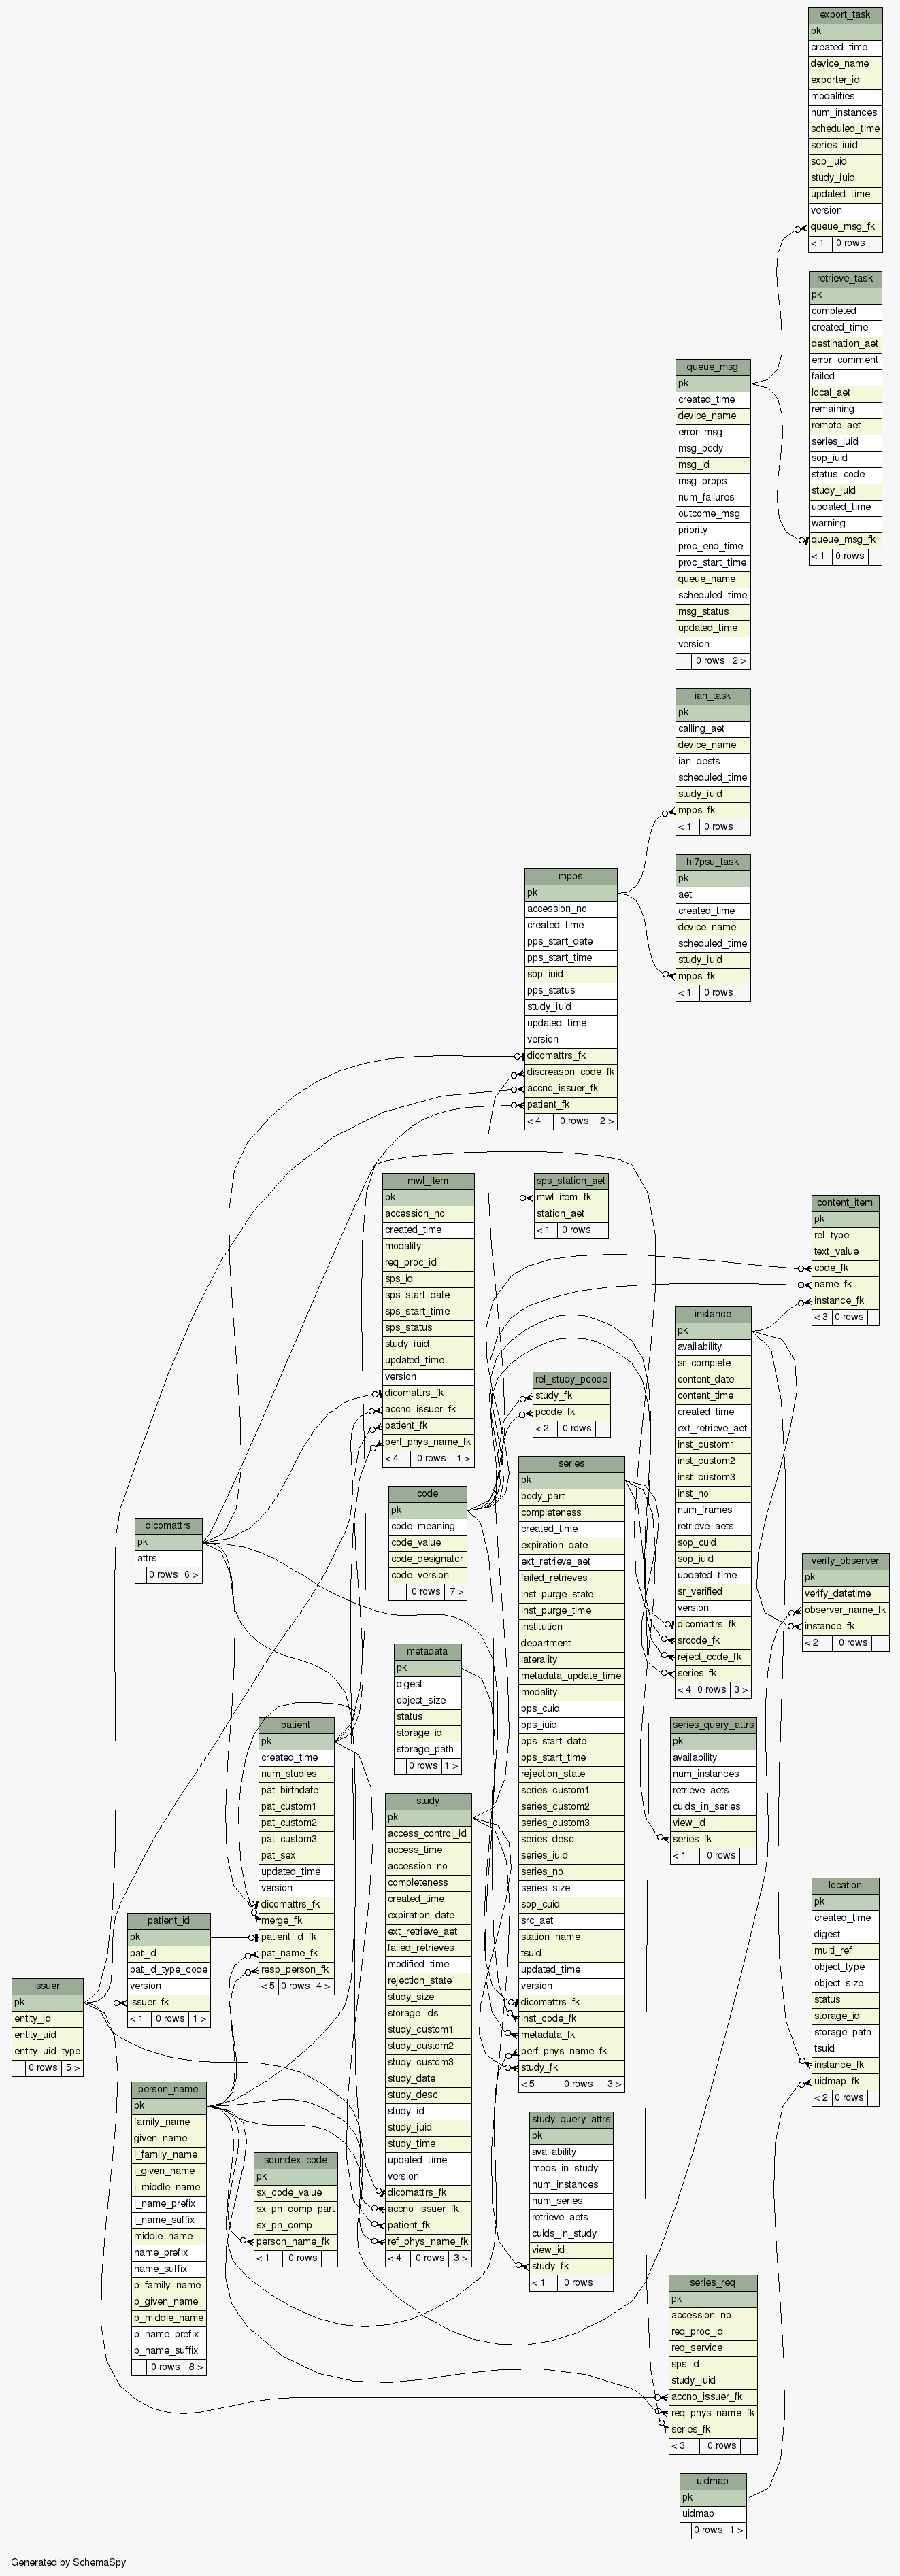 export_task
pk
created_time
device_name
exporter_id
modalities
num_instances
scheduled_time
series_iuid
sop_iuid
study_iuid
updated_time
version
queue_msg_fk
< 1 0 rows
retrieve_task
pk
completed
created_time
destination_aet
error_comment
failed
local_aet
remaining
remote_aet
series_iuid
sop_iuid
status_code
study_iuid
updated_time
warning
queue_msg_fk
< 1 0 rows
queue_msg
pk
created_time
device_name
error_msg
msg_body
msg_id
msg_props
num_failures
outcome_msg
priority
proc_end_time
proc_start_time
queue_name
scheduled_time
msg_status
updated_time
version
0 rows 2 >
ian_task
pk
calling_aet
device_name
ian_dests
scheduled_time
study_iuid
mpps_fk
< 1 0 rows
hl7psu_task
pk
aet
created_time
device_name
scheduled_time
study_iuid
mpps_fk
< 1 0 rows
mpps
pk
accession_no
created_time
pps_start_date
pps_start_time
sop_iuid
pps_status
study_iuid
updated_time
version
dicomattrs_fk
discreason_code_fk
accno_issuer_fk
patient_fk
< 4 0 rows 2 >
mwl_item
pk
accession_no
created_time
modality
req_proc_id
sps_id
sps_start_date
sps_start_time
sps_status
study_iuid
updated_time
version
dicomattrs_fk
accno_issuer_fk
patient_fk
perf_phys_name_fk
< 4 0 rows 1 >
sps_station_aet
mwl_item_fk
station_aet
< 1 0 rows
content_item
pk
rel_type
text_value
code_fk
name_fk
instance_fk
< 3 0 rows
instance
pk
availability
sr_complete
content_date
content_time
created_time
ext_retrieve_aet
inst_custom1
inst_custom2
inst_custom3
inst_no
num_frames
retrieve_aets
sop_cuid
sop_iuid
updated_time
sr_verified
version
dicomattrs_fk
srcode_fk
reject_code_fk
series_fk
< 4 0 rows 3 >
rel_study_pcode
study_fk
pcode_fk
< 2 0 rows
series
pk
body_part
completeness
created_time
expiration_date
ext_retrieve_aet
failed_retrieves
inst_purge_state
inst_purge_time
institution
department
laterality
metadata_update_time
modality
pps_cuid
pps_iuid
pps_start_date
pps_start_time
rejection_state
series_custom1
series_custom2
series_custom3
series_desc
series_iuid
series_no
series_size
sop_cuid
src_aet
station_name
tsuid
updated_time
version
dicomattrs_fk
inst_code_fk
metadata_fk
perf_phys_name_fk
study_fk
< 5 0 rows 3 >
code
pk
code_meaning
code_value
code_designator
code_version
0 rows 7 >
dicomattrs
pk
attrs
0 rows 6 >
verify_observer
pk
verify_datetime
observer_name_fk
instance_fk
< 2 0 rows
metadata
pk
digest
object_size
status
storage_id
storage_path
0 rows 1 >
patient
pk
created_time
num_studies
pat_birthdate
pat_custom1
pat_custom2
pat_custom3
pat_sex
updated_time
version
dicomattrs_fk
merge_fk
patient_id_fk
pat_name_fk
resp_person_fk
< 5 0 rows 4 >
series_query_attrs
pk
availability
num_instances
retrieve_aets
cuids_in_series
view_id
series_fk
< 1 0 rows
study
pk
access_control_id
access_time
accession_no
completeness
created_time
expiration_date
ext_retrieve_aet
failed_retrieves
modified_time
rejection_state
study_size
storage_ids
study_custom1
study_custom2
study_custom3
study_date
study_desc
study_id
study_iuid
study_time
updated_time
version
dicomattrs_fk
accno_issuer_fk
patient_fk
ref_phys_name_fk
< 4 0 rows 3 >
location
pk
created_time
digest
multi_ref
object_type
object_size
status
storage_id
storage_path
tsuid
instance_fk
uidmap_fk
< 2 0 rows
patient_id
pk
pat_id
pat_id_type_code
version
issuer_fk
< 1 0 rows 1 >
issuer
pk
entity_id
entity_uid
entity_uid_type
0 rows 5 >
person_name
pk
family_name
given_name
i_family_name
i_given_name
i_middle_name
i_name_prefix
i_name_suffix
middle_name
name_prefix
name_suffix
p_family_name
p_given_name
p_middle_name
p_name_prefix
p_name_suffix
0 rows 8 >
soundex_code
pk
sx_code_value
sx_pn_comp_part
sx_pn_comp
person_name_fk
< 1 0 rows
study_query_attrs
pk
availability
mods_in_study
num_instances
num_series
retrieve_aets
cuids_in_study
view_id
study_fk
< 1 0 rows
series_req
pk
accession_no
req_proc_id
req_service
sps_id
study_iuid
accno_issuer_fk
req_phys_name_fk
series_fk
< 3 0 rows
uidmap
pk
uidmap
0 rows 1 >
Generated by SchemaSpy